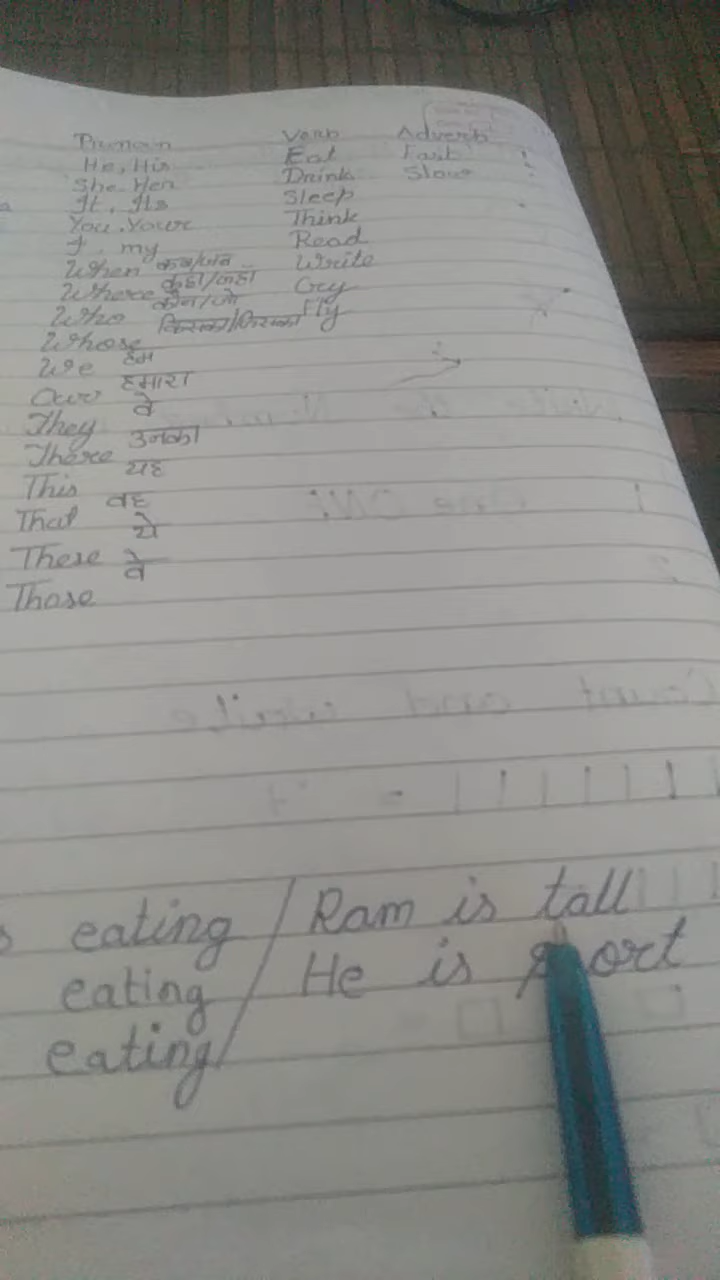 Pronoun Verb Adverb
He, His Eat Fast
She Her Drink Slow
It, Its Sleep
You, Your Think
I, my Read
When कब/जब Write
Where कहाँ/जहाँ Cry
Who कौन/जो Fly
Whose किसका/जिसका
We हम
Our हमारा
They वे
There उनका
This यह
That वह
These ये
Those वे
eating / Ram is tall
eating / He is
eating /